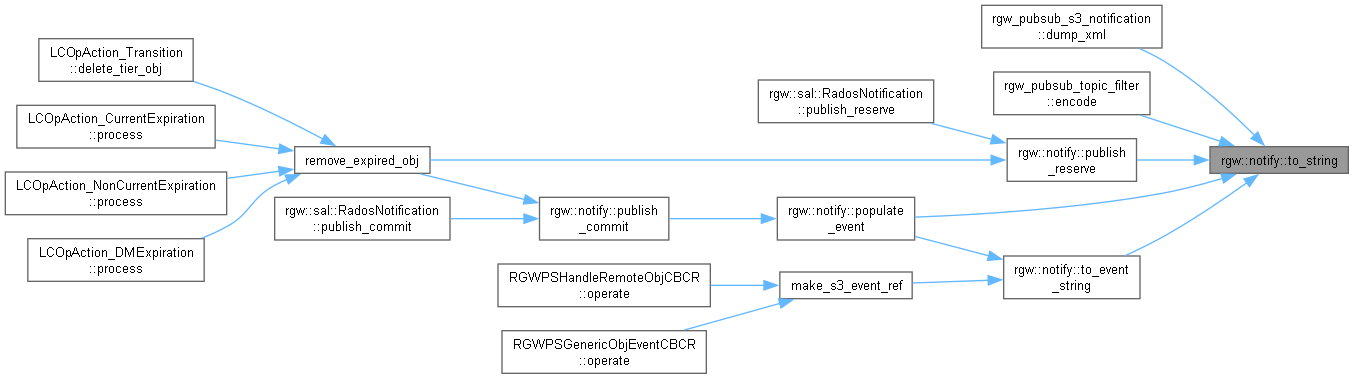 LCOpAction_Transition
::delete_tier_obj
LCOpAction_CurrentExpiration
::process
LCOpAction_NonCurrentExpiration
::process
LCOpAction_DMExpiration
::process
remove_expired_obj
rgw::sal::RadosNotification
::publish_commit
rgw::notify::publish
_commit
RGWPSHandleRemoteObjCBCR
::operate
RGWPSGenericObjEventCBCR
::operate
rgw::sal::RadosNotification
::publish_reserve
rgw::notify::populate
_event
make_s3_event_ref
rgw_pubsub_s3_notification
::dump_xml
rgw_pubsub_topic_filter
::encode
rgw::notify::publish
_reserve
rgw::notify::to_event
_string
rgw::notify::to_string